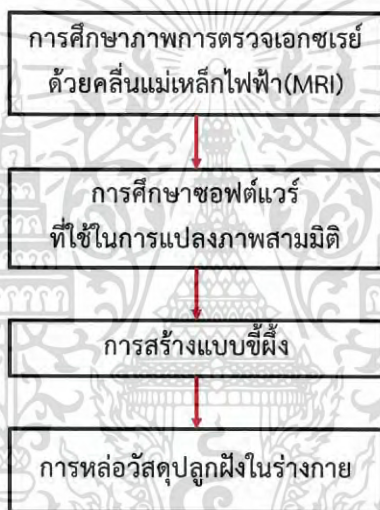 การศึกษาภาพการตรวจเอกซเรย์
ด้วยคลื่นแม่เหล็กไฟฟ้า(MRI)
การศึกษาซอฟต์แวร์
ที่ใช้ในการแปลงภาพสามมิติ
การสร้างแบบขี้ผึ้ง
การหล่อวัสดุปลูกฝังในร่างกาย